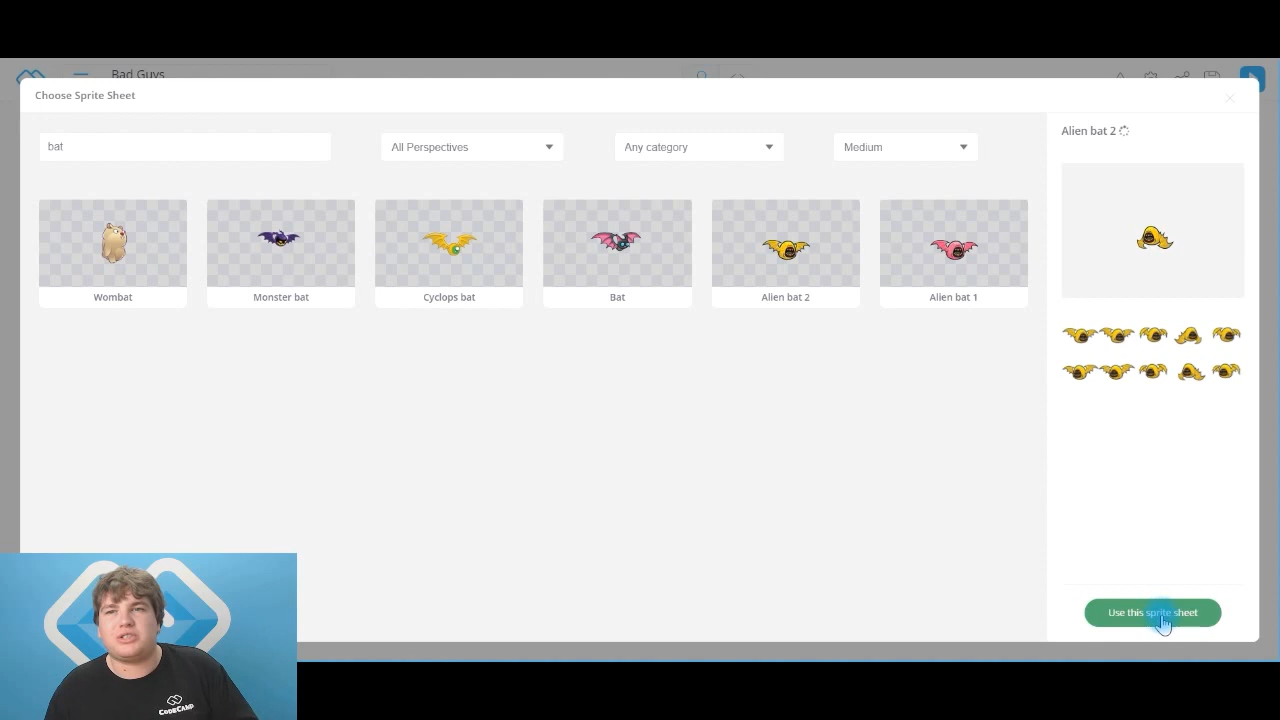 Bad Guys
Choose Sprite Sheet
bat
All Perspectives
Any category
Medium
Alien bat 2
Wombat
Monster bat
Cyclops bat
Bat
Alien bat 2
Alien bat 1
Use this sprite sheet
CODECAMP